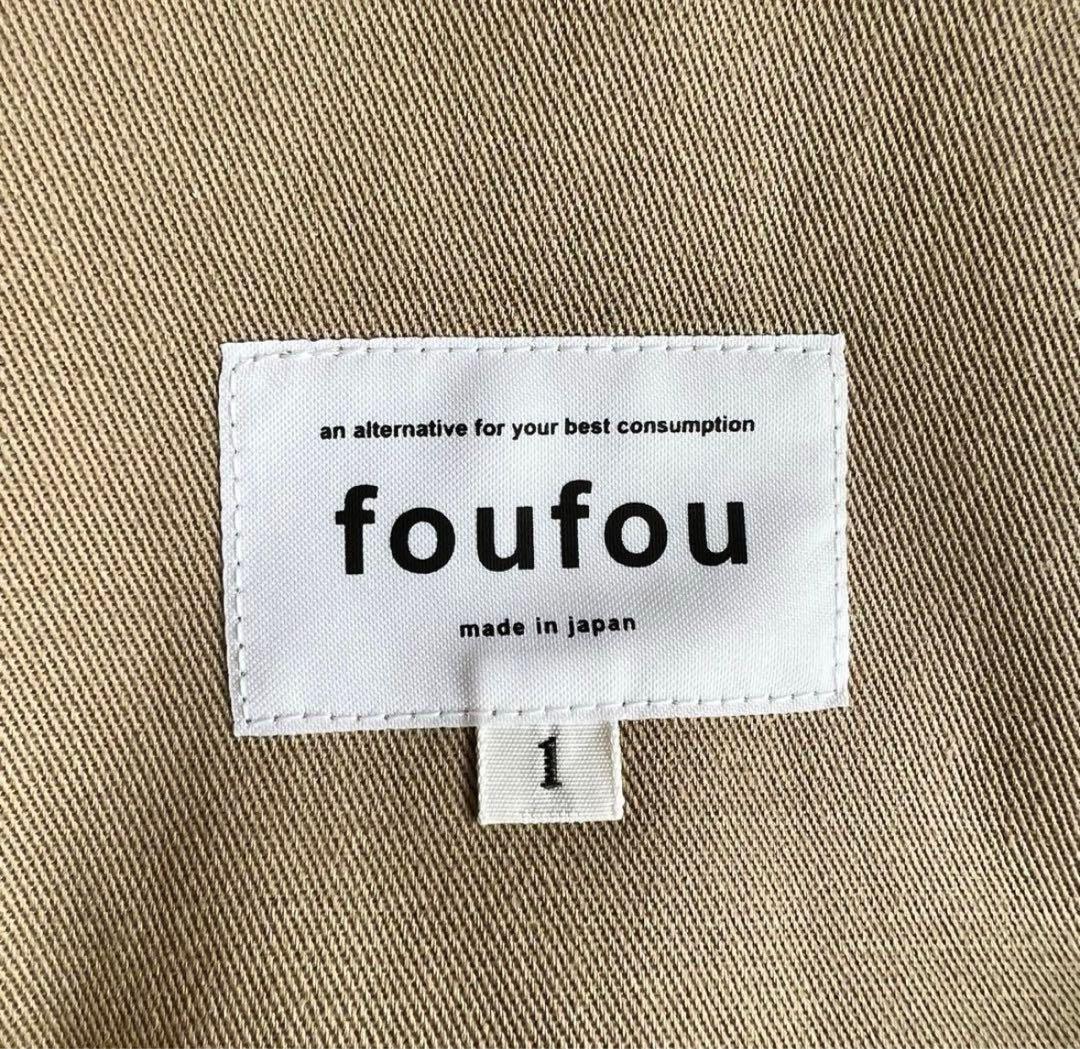 an alternative for your best consumption
foufou
made in japan
1